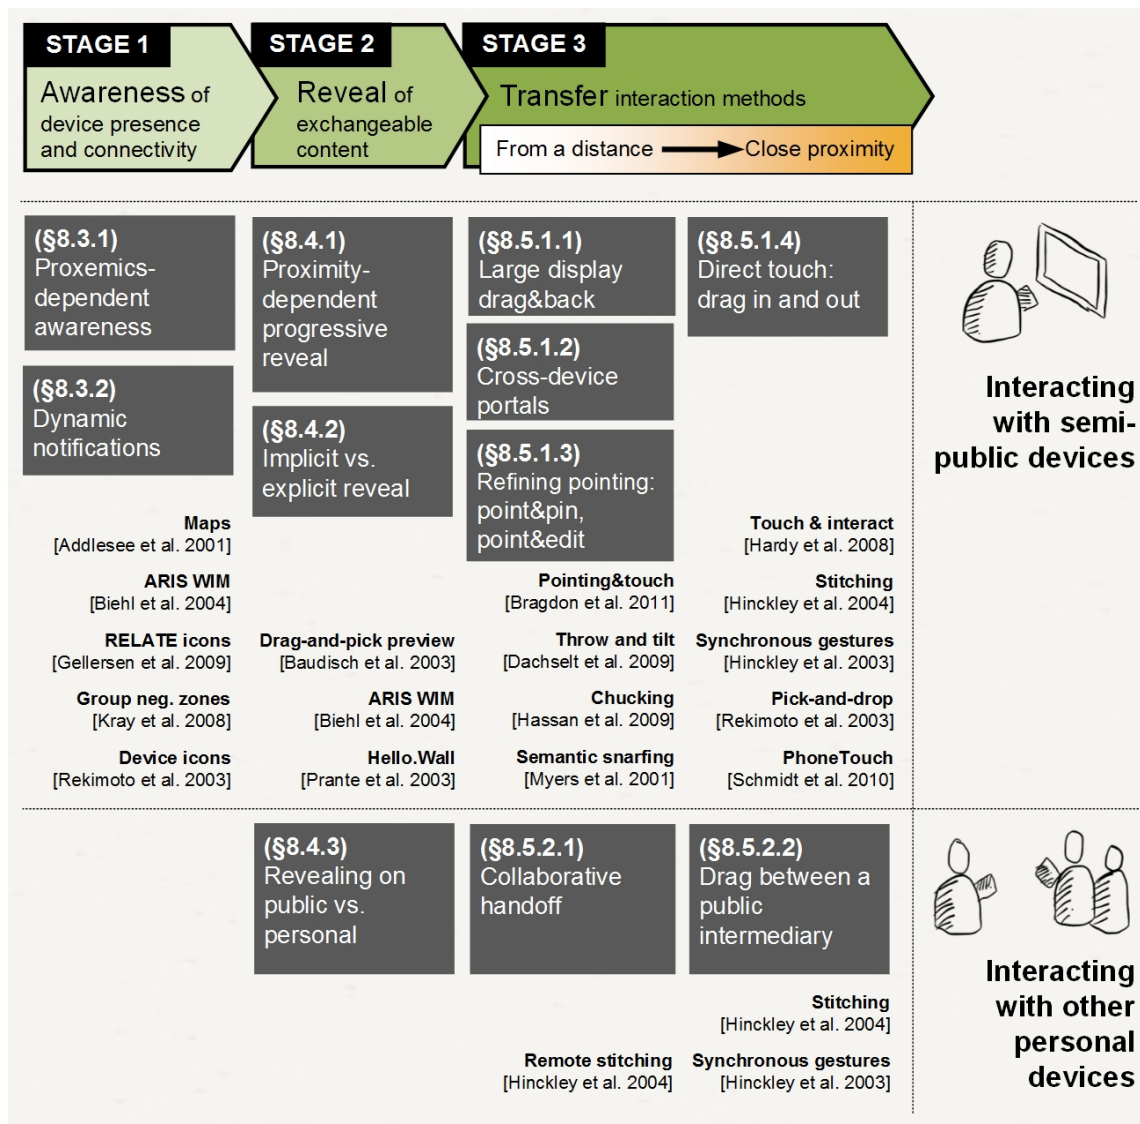 STAGE 1
Awareness of
device presence
and connectivity
STAGE 2
Reveal of
exchangeable
content
STAGE 3
Transfer interaction methods
From a distance
Close proximity
(§8.3.1)
Proxemics-
dependent
awareness
(§8.3.2)
Dynamic
notifications
(§8.4.1)
Proximity-
dependent
progressive
reveal
(§8.4.2)
Implicit vs.
explicit reveal
(§8.5.1.1)
Large display
drag&back
(§8.5.1.2)
Cross-device
portals
(§8.5.1.3)
Refining pointing:
point&pin,
point&edit
(§8.5.1.4)
Direct touch:
drag in and out
Interacting
with semi-
public devices
Maps
[Addlesee et al. 2001]
ARIS WIM
[Biehl et al. 2004]
RELATE icons
[Gellersen et al. 2009]
Group neg. zones
[Kray et al. 2008]
Device icons
[Rekimoto et al. 2003]
Drag-and-pick preview
[Baudisch et al. 2003]
ARIS WIM
[Biehl et al. 2004]
Hello.Wall
[Prante et al. 2003]
Pointing&touch
[Bragdon et al. 2011]
Throw and tilt
[Dachselt et al. 2009]
Chucking
[Hassan et al. 2009]
Semantic snarfing
[Myers et al. 2001]
Touch & interact
[Hardy et al. 2008]
Stitching
[Hinckley et al. 2004]
Synchronous gestures
[Hinckley et al. 2003]
Pick-and-drop
[Rekimoto et al. 2003]
PhoneTouch
[Schmidt et al. 2010]
(§8.4.3)
Revealing on
public vs.
personal
(§8.5.2.1)
Collaborative
handoff
(§8.5.2.2)
Drag between a
public
intermediary
Interacting
with other
personal
devices
Remote stitching
[Hinckley et al. 2004]
Stitching
[Hinckley et al. 2004]
Synchronous gestures
[Hinckley et al. 2003]